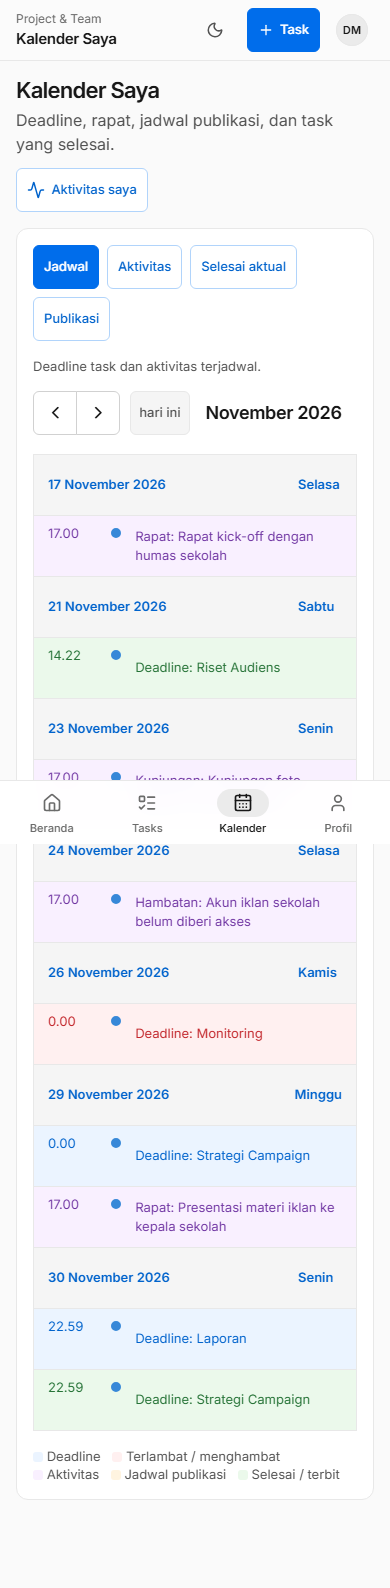 Project & Team
Kalender Saya
Task
DM
Kalender Saya
Deadline, rapat, jadwal publikasi, dan task
yang selesai.
Aktivitas saya
Jadwal
Aktivitas
Selesai aktual
Publikasi
Deadline task dan aktivitas terjadwal.
hari ini
November 2026
17 November 2026 Selasa
17.00 Rapat: Rapat kick-off dengan
humas sekolah
21 November 2026 Sabtu
14.22 Deadline: Riset Audiens
23 November 2026 Senin
17.00 Kunjungan: Kunjungan foto
Beranda
Tasks
Kalender
Profil
24 November 2026 Selasa
17.00 Hambatan: Akun iklan sekolah
belum diberi akses
26 November 2026 Kamis
0.00 Deadline: Monitoring
29 November 2026 Minggu
0.00 Deadline: Strategi Campaign
17.00 Rapat: Presentasi materi iklan ke
kepala sekolah
30 November 2026 Senin
22.59 Deadline: Laporan
22.59 Deadline: Strategi Campaign
Deadline Terlambat / menghambat
Aktivitas Jadwal publikasi Selesai / terbit